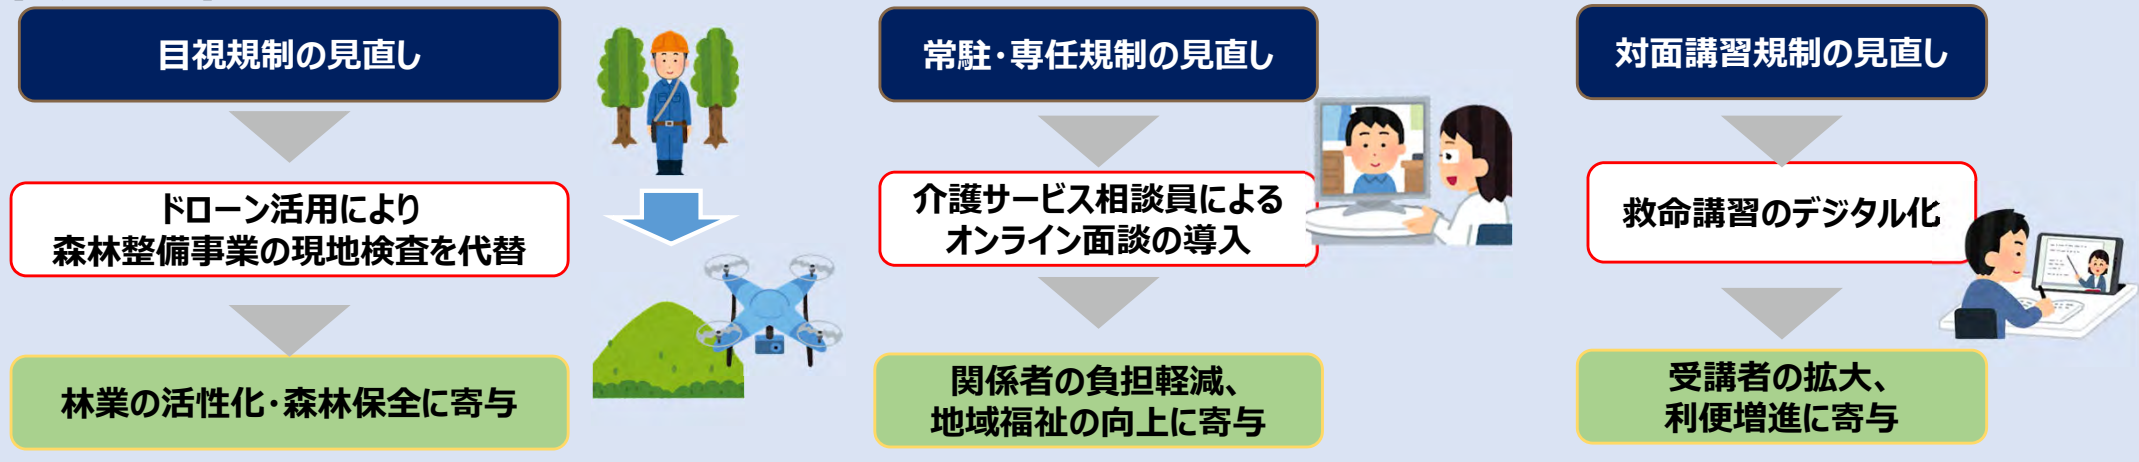 目視規制の見直し
ドローン活用により
森林整備事業の現地検査を代替
林業の活性化･森林保全に寄与
常駐･専任規制の見直し
介護サービス相談員による
オンライン面談の導入
関係者の負担軽減、
地域福祉の向上に寄与
対面講習規制の見直し
救命講習のデジタル化
受講者の拡大、
利便増進に寄与